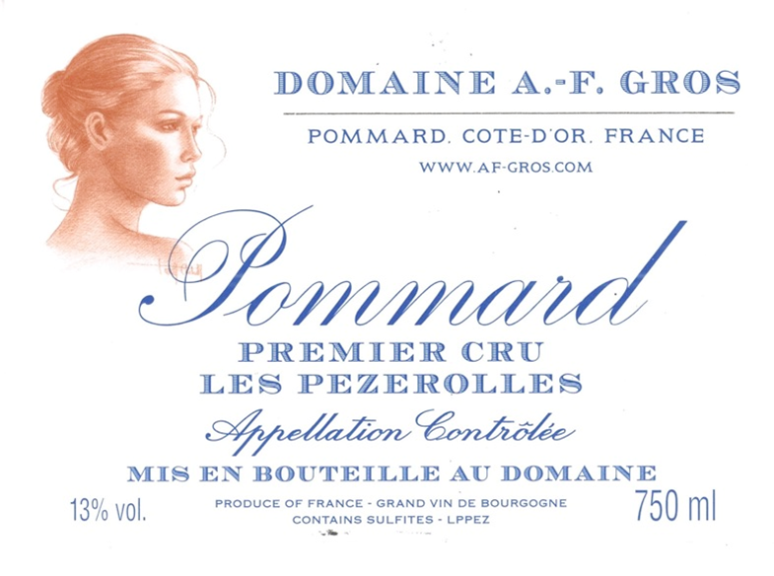 DOMAINE A.-F. GROS
POMMARD. COTE-D'OR. FRANCE
WWW.AF-GROS.COM
Pommard
PREMIER CRU
LES PEZEROLLES
Appellation Contrôlée
MIS EN BOUTEILLE AU DOMAINE
13% vol.
PRODUCE OF FRANCE - GRAND VIN DE BOURGOGNE
CONTAINS SULFITES - LPPEZ
750 ml